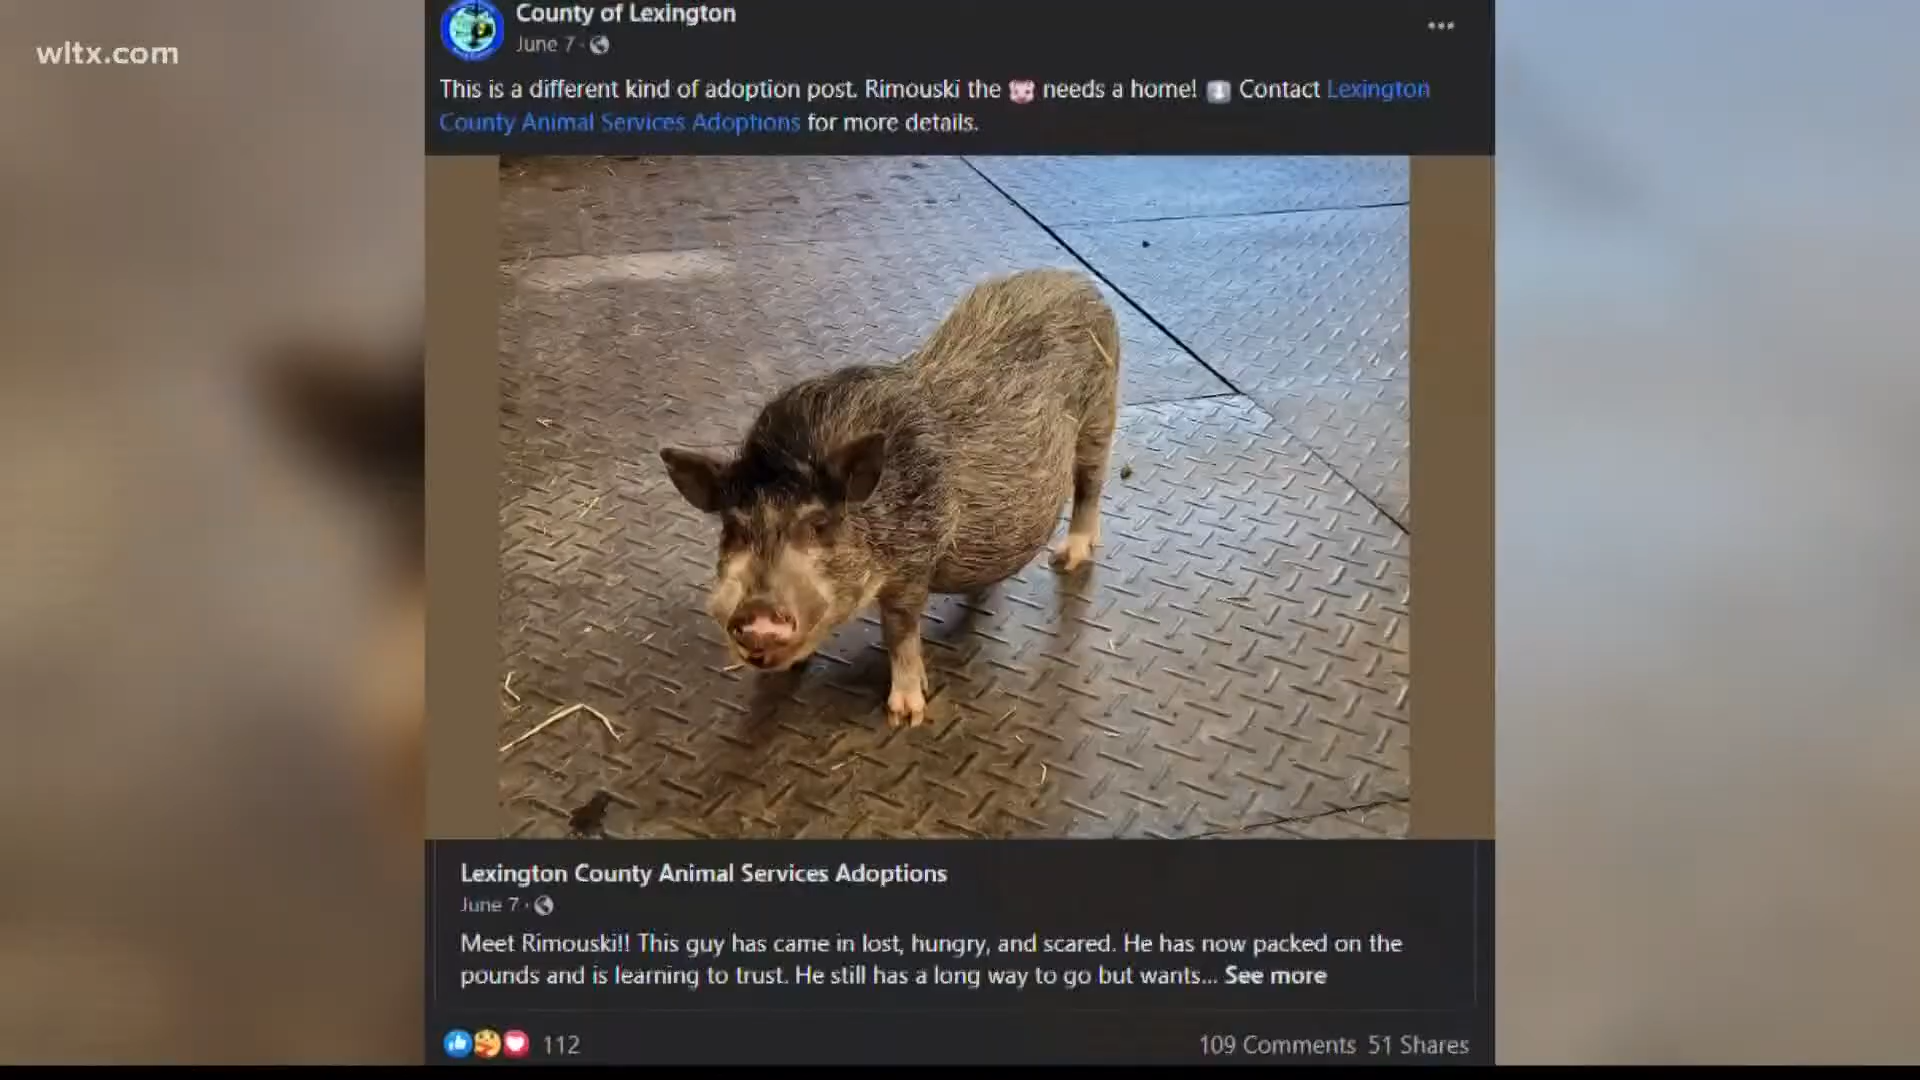 wltx.com
County of Lexington
June 7 ·
This is a different kind of adoption post. Rimouski the 🐷 needs a home! Contact Lexington
County Animal Services Adoptions for more details.
Lexington County Animal Services Adoptions
June 7 ·
Meet Rimouski!! This guy has came in lost, hungry, and scared. He has now packed on the
pounds and is learning to trust. He still has a long way to go but wants... See more
112
109 Comments 51 Shares